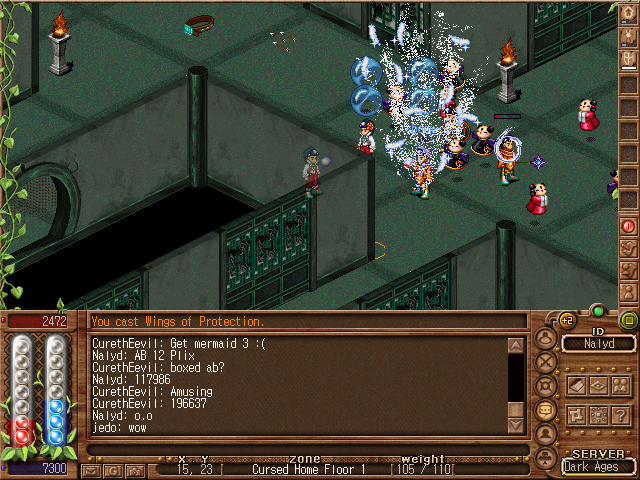 2472
You cast Wings of Protection.
+2
ID
Nalyd
CurethEevil: Get mermaid 3 :(
Nalyd: AB 12 Plix
CurethEevil: boxed ab?
Nalyd: 117986
CurethEevil: Amusing
CurethEevil: 196637
Nalyd: o.o
jedo: wow
?
x y zone weight
SERVER
Dark Ages
7300
G
15, 23 [ Cursed Home Floor 1 ] 105 / 110[